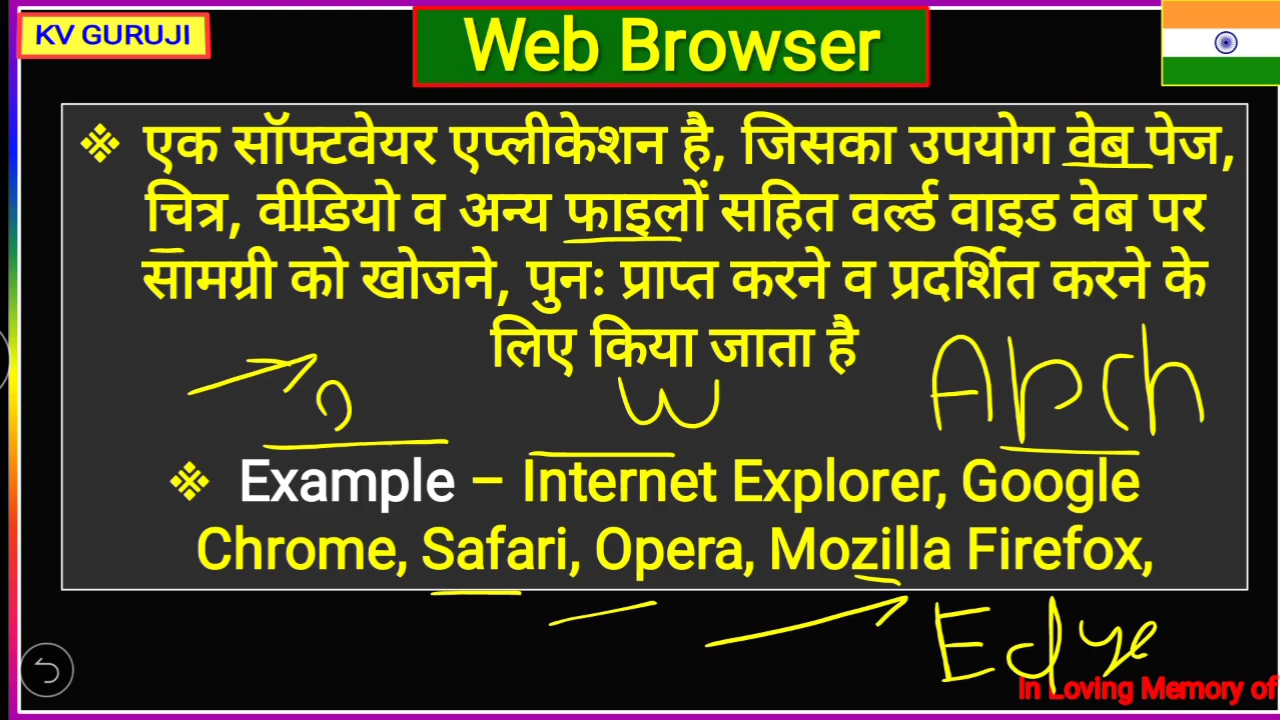 KV GURUJI
Web Browser
❖ एक सॉफ्टवेयर एप्लीकेशन है, जिसका उपयोग वेब पेज,
चित्र, वीडियो व अन्य फाइलों सहित वर्ल्ड वाइड वेब पर
सामग्री को खोजने, पुनः प्राप्त करने व प्रदर्शित करने के
लिए किया जाता है
W
❖ Example – Internet Explorer, Google
Chrome, Safari, Opera, Mozilla Firefox,
Edge
In Loving Memory of